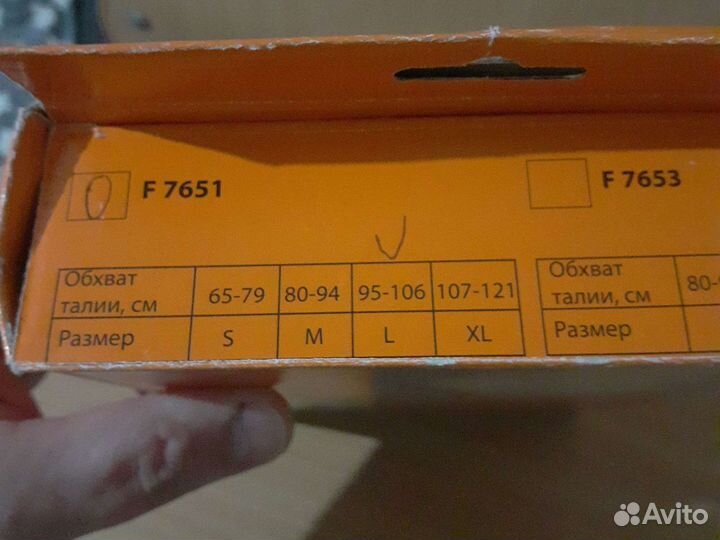 F 7651
F 7653
Обхват талии, см 65-79 80-94 95-106 107-121
Размер S M L XL
Обхват талии, см
Размер
Avito